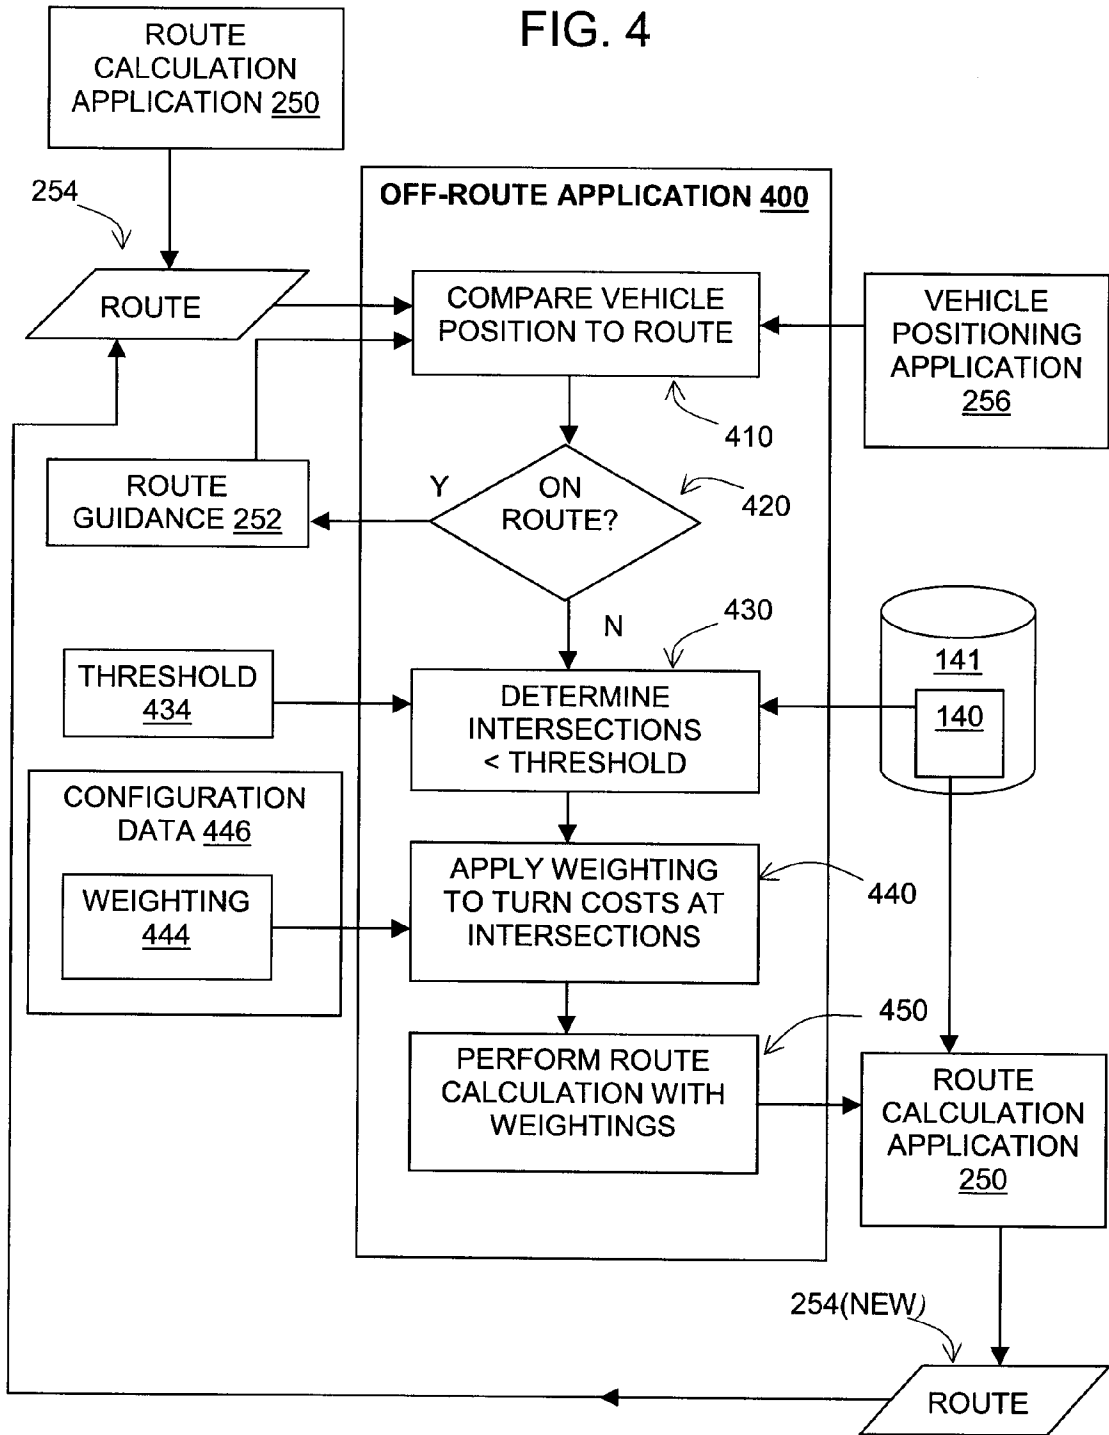 FIG. 4
ROUTE
CALCULATION
APPLICATION 250
254
OFF-ROUTE APPLICATION 400
ROUTE
COMPARE VEHICLE
POSITION TO ROUTE
VEHICLE
POSITIONING
APPLICATION
256
410
ROUTE
GUIDANCE 252
Y
ON
ROUTE?
420
N
430
THRESHOLD
434
DETERMINE
INTERSECTIONS
< THRESHOLD
141
140
CONFIGURATION
DATA 446
WEIGHTING
444
APPLY WEIGHTING
TO TURN COSTS AT
INTERSECTIONS
440
450
PERFORM ROUTE
CALCULATION WITH
WEIGHTINGS
ROUTE
CALCULATION
APPLICATION
250
254(NEW)
ROUTE